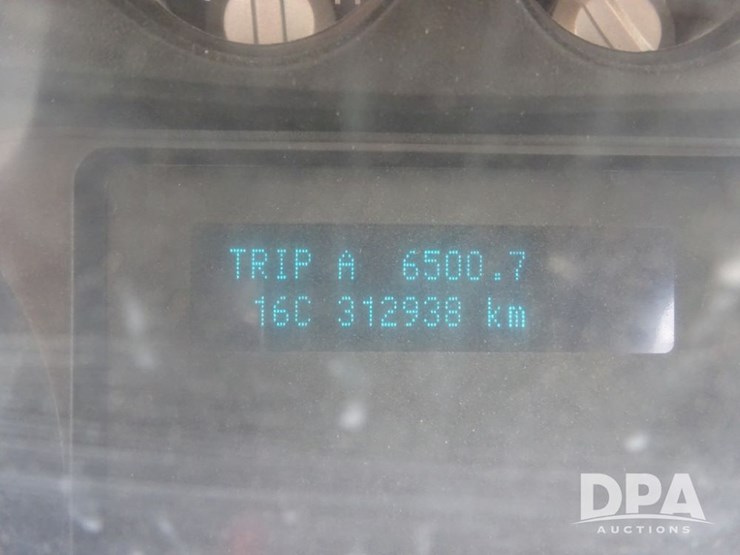 TRIP A 6500.7
16C 312938 km
DPA
AUCTIONS